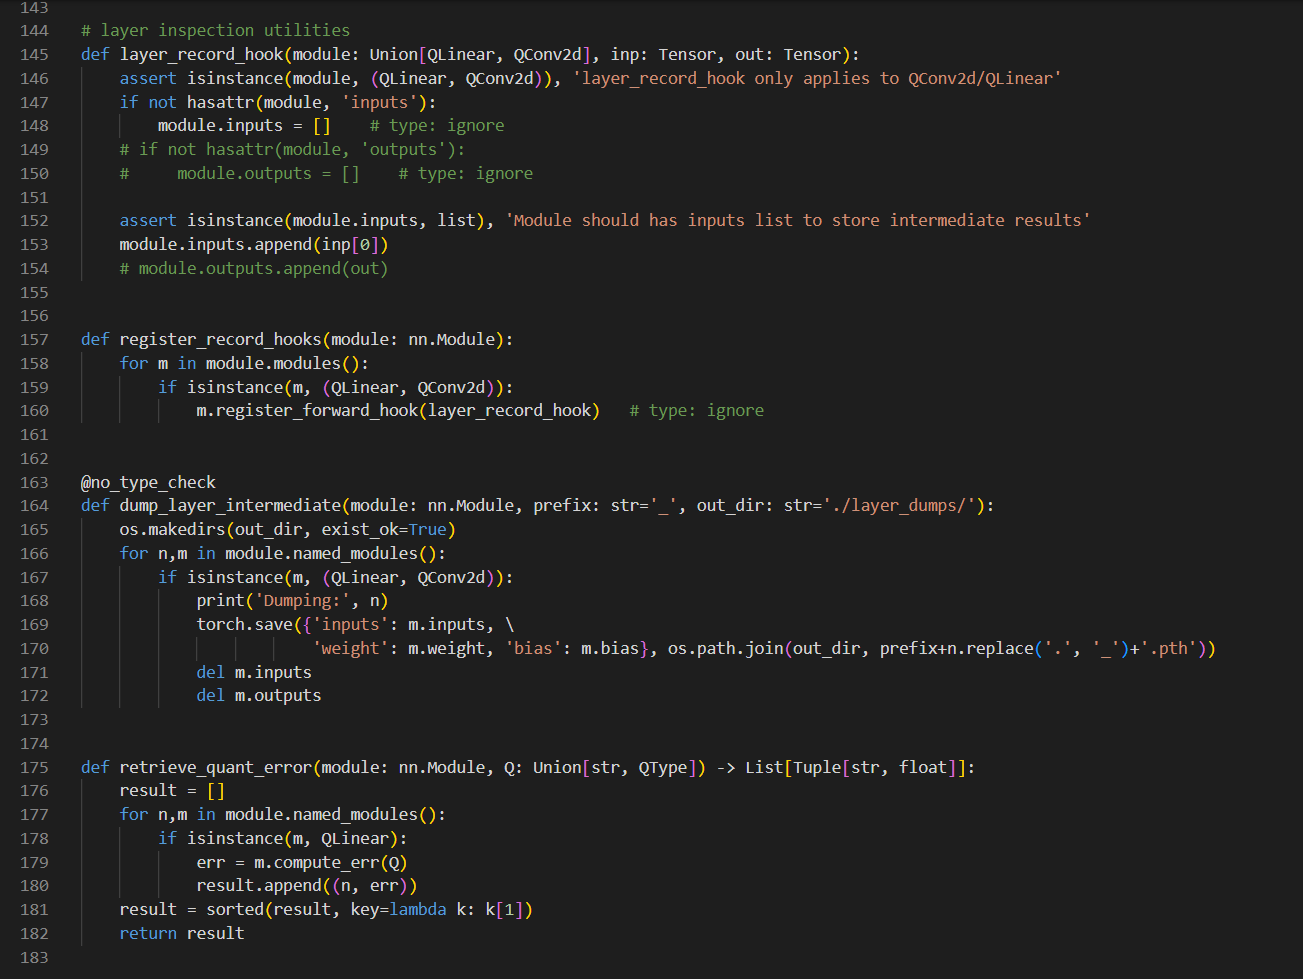 143
144 # layer inspection utilities
145 def layer_record_hook(module: Union[QLinear, QConv2d], inp: Tensor, out: Tensor):
146     assert isinstance(module, (QLinear, QConv2d)), 'layer_record_hook only applies to QConv2d/QLinear'
147     if not hasattr(module, 'inputs'):
148         module.inputs = []    # type: ignore
149     # if not hasattr(module, 'outputs'):
150     #     module.outputs = []    # type: ignore
151
152     assert isinstance(module.inputs, list), 'Module should has inputs list to store intermediate results'
153     module.inputs.append(inp[0])
154     # module.outputs.append(out)
155
156
157 def register_record_hooks(module: nn.Module):
158     for m in module.modules():
159         if isinstance(m, (QLinear, QConv2d)):
160             m.register_forward_hook(layer_record_hook)   # type: ignore
161
162
163 @no_type_check
164 def dump_layer_intermediate(module: nn.Module, prefix: str='_', out_dir: str='./layer_dumps/'):
165     os.makedirs(out_dir, exist_ok=True)
166     for n,m in module.named_modules():
167         if isinstance(m, (QLinear, QConv2d)):
168             print('Dumping:', n)
169             torch.save({'inputs': m.inputs, \
170                         'weight': m.weight, 'bias': m.bias}, os.path.join(out_dir, prefix+n.replace('.', '_')+'.pth'))
171             del m.inputs
172             del m.outputs
173
174
175 def retrieve_quant_error(module: nn.Module, Q: Union[str, QType]) -> List[Tuple[str, float]]:
176     result = []
177     for n,m in module.named_modules():
178         if isinstance(m, QLinear):
179             err = m.compute_err(Q)
180             result.append((n, err))
181     result = sorted(result, key=lambda k: k[1])
182     return result
183